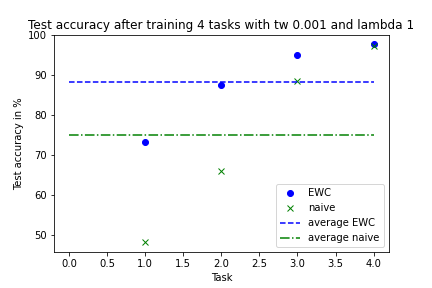 Test accuracy after training 4 tasks with tw 0.001 and lambda 1
100
90
80
70
60
50
Test accuracy in %
EWC
naive
average EWC
average naive
0.0 0.5 1.0 1.5 2.0 2.5 3.0 3.5 4.0
Task